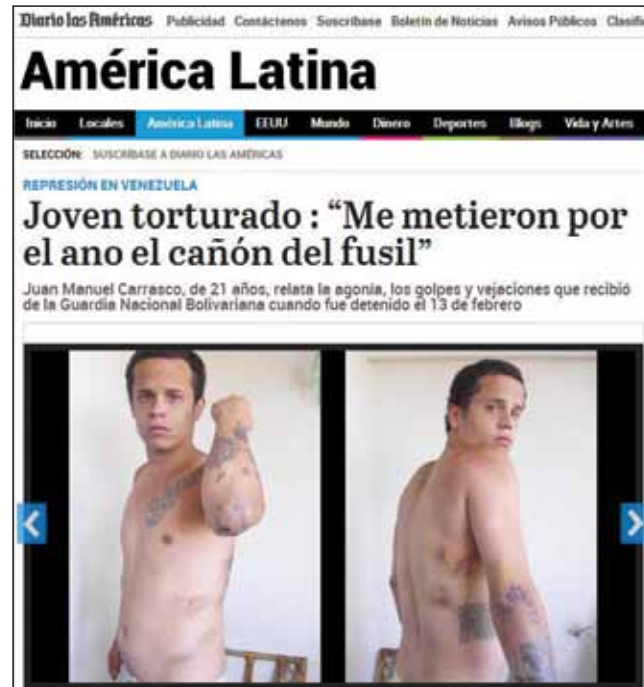 Diario las Américas Publicidad Contáctenos Suscríbase Boletín de Noticias Avisos Públicos
América Latina
Inicio Locales América Latina EEUU Mundo Dinero Deportes Blogs Vida y Artes
SELECCIÓN: SUSCRÍBASE A DIARIO LAS AMÉRICAS
REPRESIÓN EN VENEZUELA
Joven torturado : “Me metieron por
el ano el cañón del fusil”
Juan Manuel Carrasco, de 21 años, relata la agonía, los golpes y vejaciones que recibió
de la Guardia Nacional Bolivariana cuando fue detenido el 13 de febrero